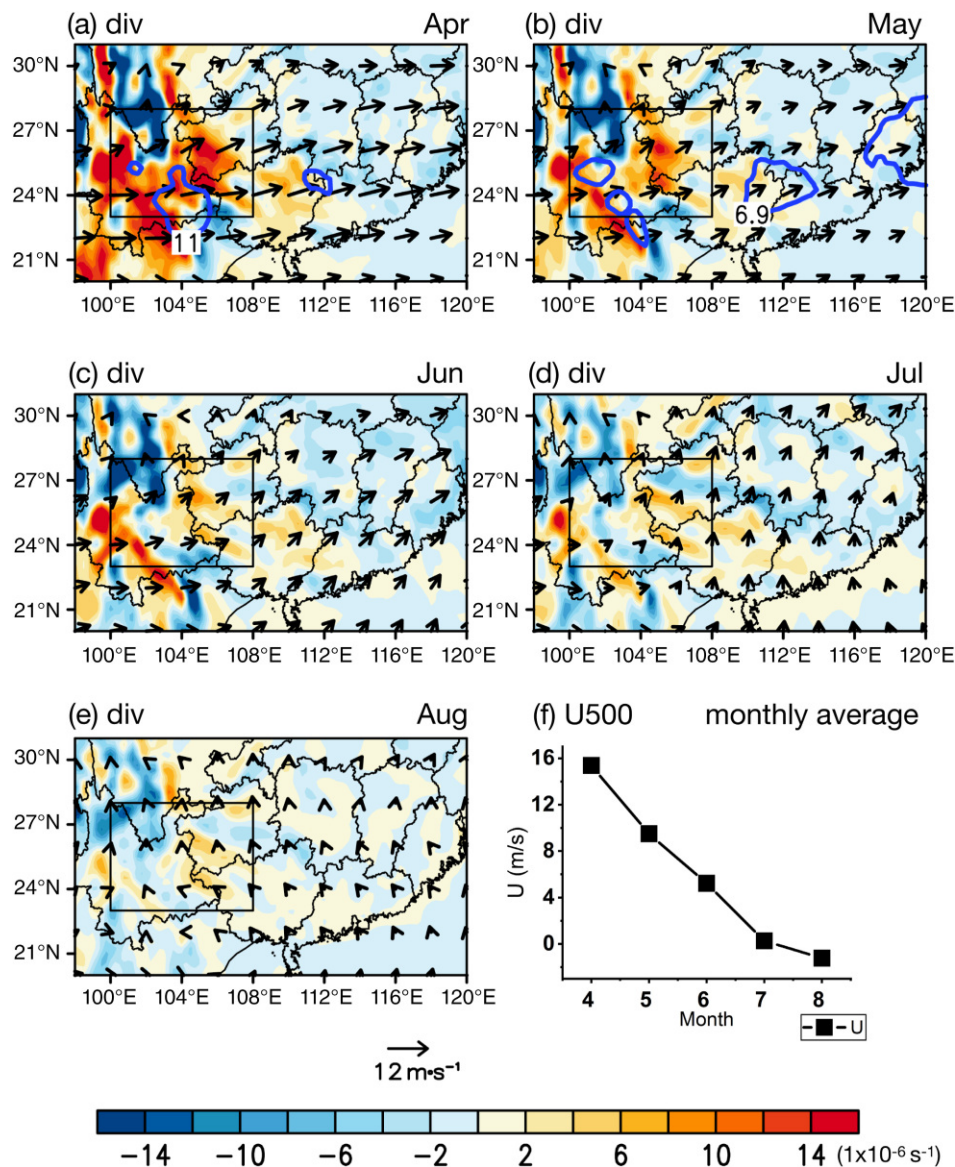 (a) div Apr
(b) div May
30°N
27°N
24°N
21°N
11
100°E 104°E 108°E 112°E 116°E 120°E
30°N
27°N
24°N
21°N
6.9
100°E 104°E 108°E 112°E 116°E 120°E
(c) div Jun
(d) div Jul
30°N
27°N
24°N
21°N
100°E 104°E 108°E 112°E 116°E 120°E
30°N
27°N
24°N
21°N
100°E 104°E 108°E 112°E 116°E 120°E
(e) div Aug
(f) U500 monthly average
30°N
27°N
24°N
21°N
100°E 104°E 108°E 112°E 116°E 120°E
16
12
8
4
0
U (m/s)
4 5 6 7 8
Month
U
12 m•s⁻¹
−14 −10 −6 −2 2 6 10 14 (1x10⁻⁶ s⁻¹)